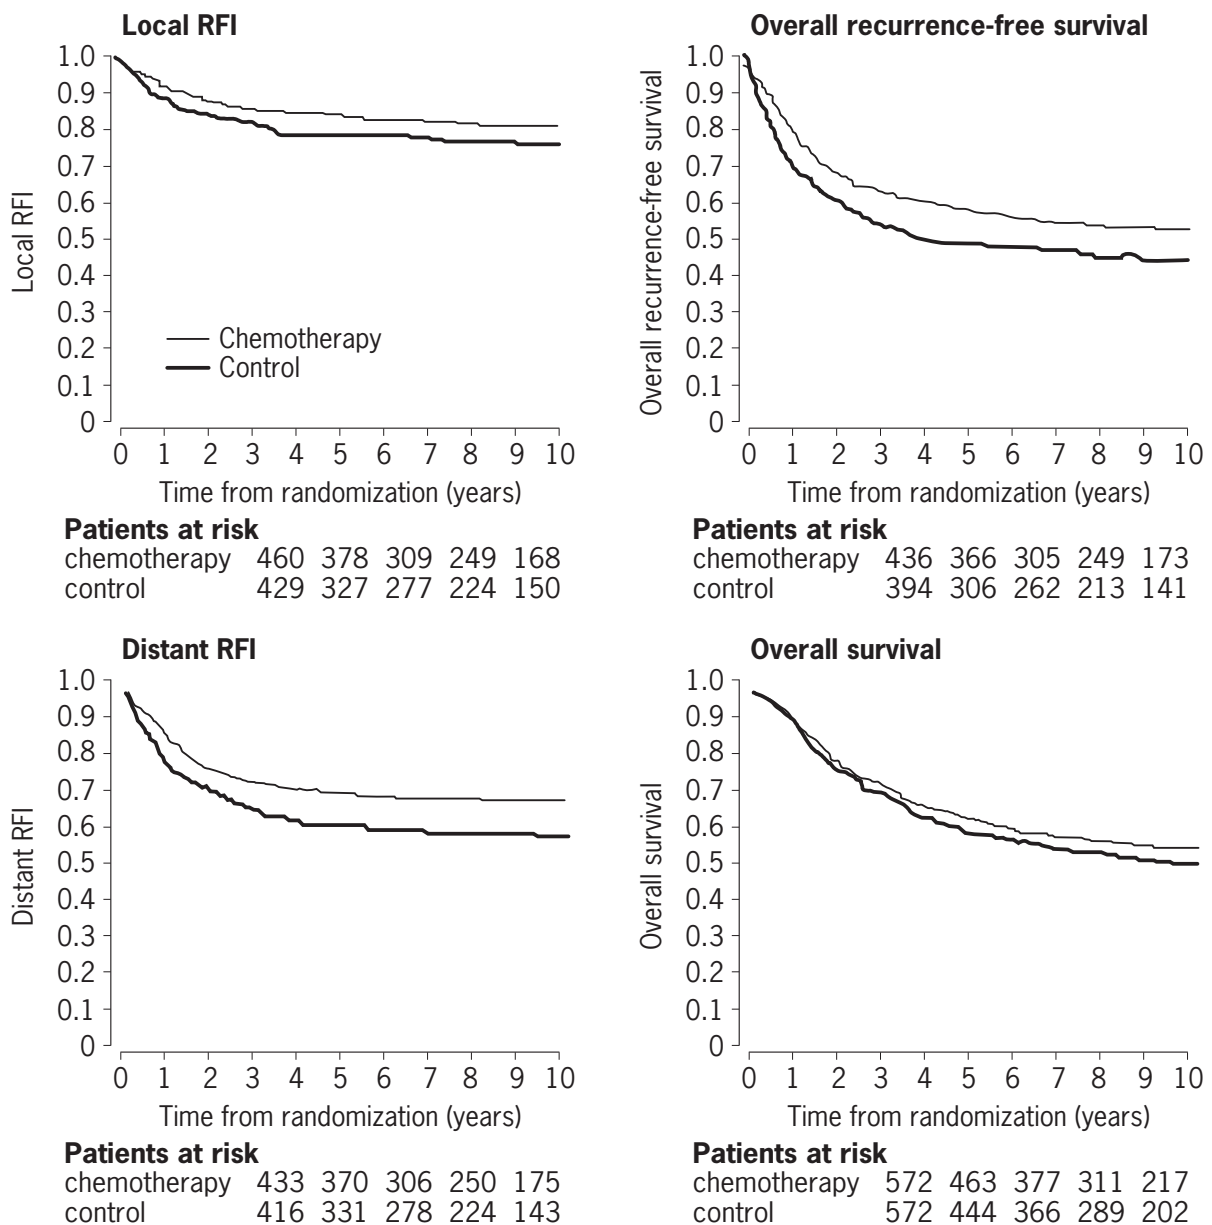 Local RFI
1.0
0.9
0.8
0.7
0.6
0.5
0.4
0.3
0.2
0.1
0
Local RFI
Chemotherapy
Control
0 1 2 3 4 5 6 7 8 9 10
Time from randomization (years)
Patients at risk
chemotherapy 460 378 309 249 168
control 429 327 277 224 150
Overall recurrence-free survival
1.0
0.9
0.8
0.7
0.6
0.5
0.4
0.3
0.2
0.1
0
Overall recurrence-free survival
0 1 2 3 4 5 6 7 8 9 10
Time from randomization (years)
Patients at risk
chemotherapy 436 366 305 249 173
control 394 306 262 213 141
Distant RFI
1.0
0.9
0.8
0.7
0.6
0.5
0.4
0.3
0.2
0.1
0
Distant RFI
0 1 2 3 4 5 6 7 8 9 10
Time from randomization (years)
Patients at risk
chemotherapy 433 370 306 250 175
control 416 331 278 224 143
Overall survival
1.0
0.9
0.8
0.7
0.6
0.5
0.4
0.3
0.2
0.1
0
Overall survival
0 1 2 3 4 5 6 7 8 9 10
Time from randomization (years)
Patients at risk
chemotherapy 572 463 377 311 217
control 572 444 366 289 202